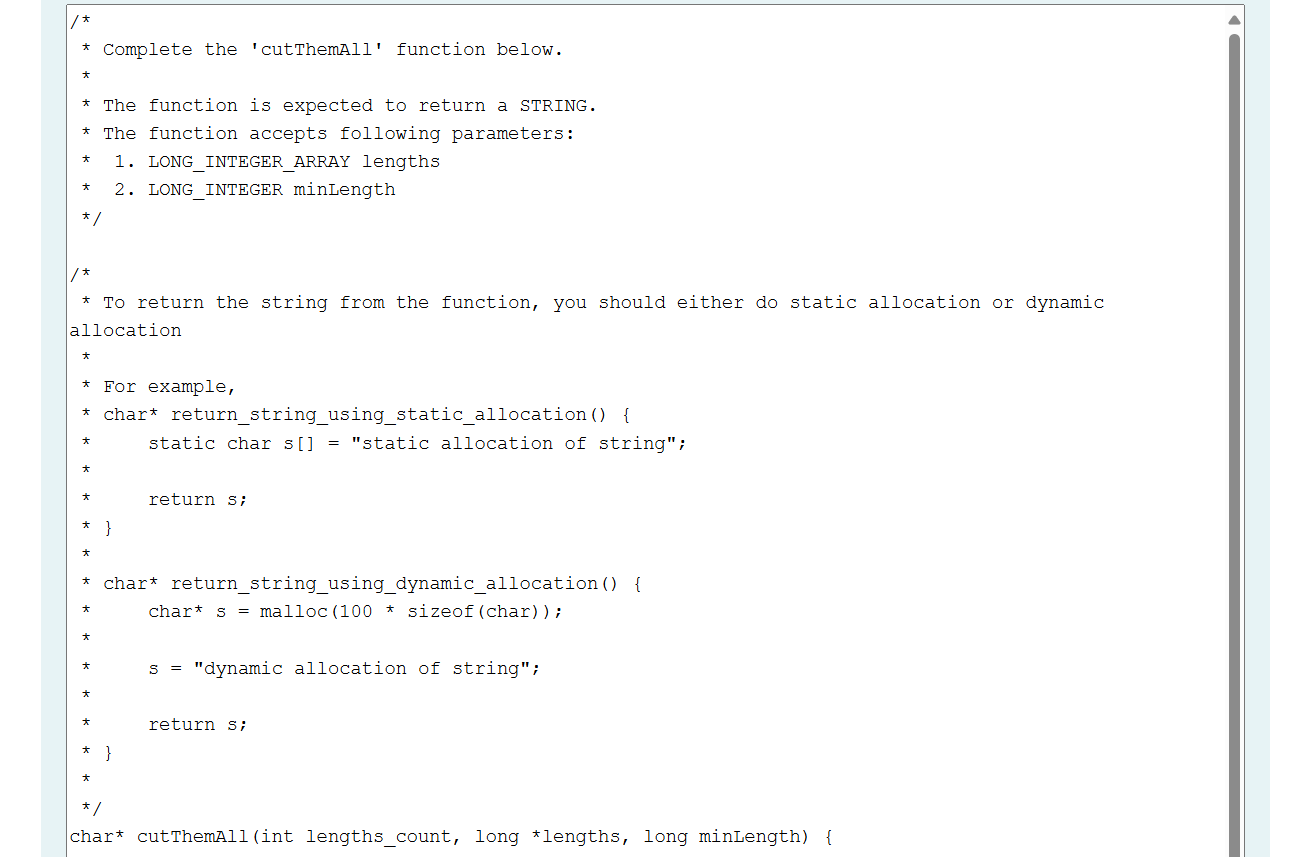 /*
 * Complete the 'cutThemAll' function below.
 *
 * The function is expected to return a STRING.
 * The function accepts following parameters:
 *  1. LONG_INTEGER_ARRAY lengths
 *  2. LONG_INTEGER minLength
 */

/*
 * To return the string from the function, you should either do static allocation or dynamic
allocation
 *
 * For example,
 * char* return_string_using_static_allocation() {
 *     static char s[] = "static allocation of string";
 *
 *     return s;
 * }
 *
 * char* return_string_using_dynamic_allocation() {
 *     char* s = malloc(100 * sizeof(char));
 *
 *     s = "dynamic allocation of string";
 *
 *     return s;
 * }
 *
 */
char* cutThemAll(int lengths_count, long *lengths, long minLength) {